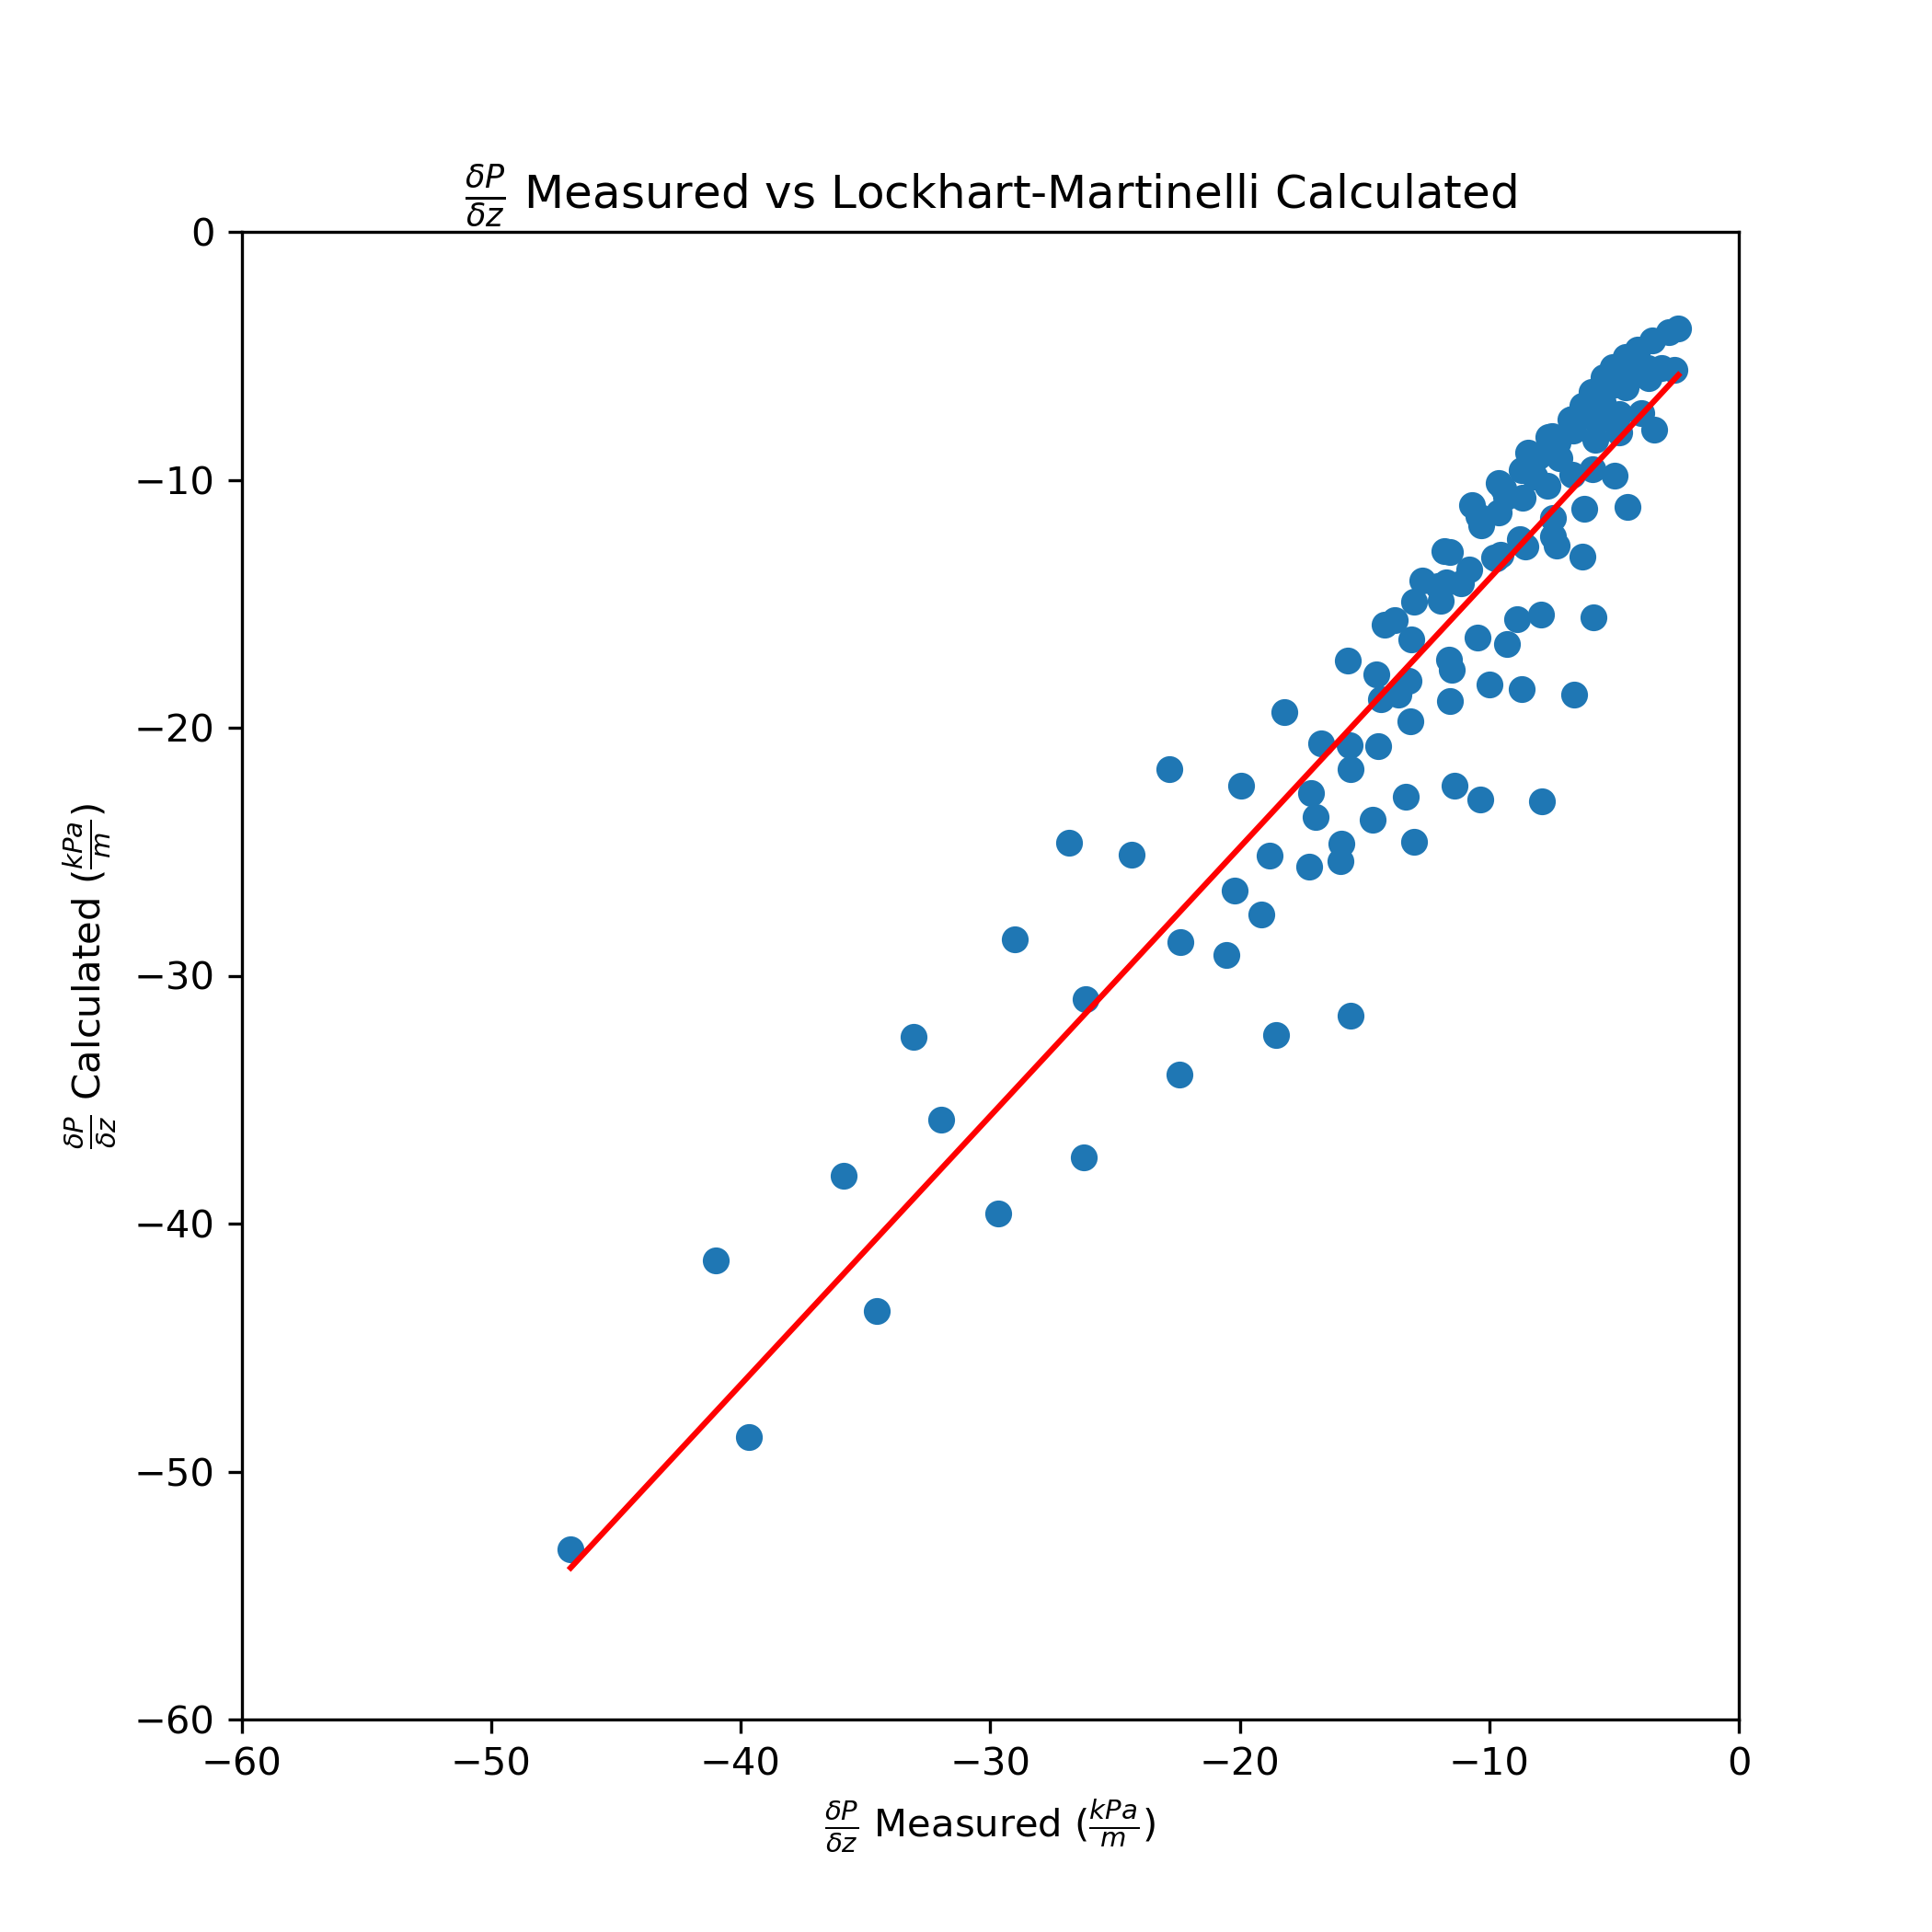 δP/δz Measured vs Lockhart-Martinelli Calculated
0
−10
−20
−30
−40
−50
−60
δP/δz Calculated (kPa/m)
−60 −50 −40 −30 −20 −10 0
δP/δz Measured (kPa/m)